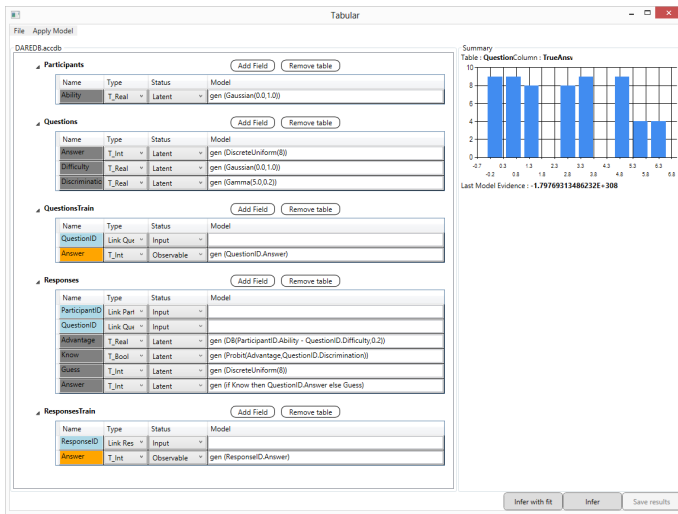 Tabular
File Apply Model
DAREDB.accdb
Participants Add Field Remove table
Name Type Status Model
Ability T_Real Latent gen (Gaussian(0.0,1.0))
Questions Add Field Remove table
Name Type Status Model
Answer T_Int Latent gen (DiscreteUniform(8))
Difficulty T_Real Latent gen (Gaussian(0.0,1.0))
Discriminatic T_Real Latent gen (Gamma(5.0,0.2))
QuestionsTrain Add Field Remove table
Name Type Status Model
QuestionID Link Que Input
Answer T_Int Observable gen (QuestionID.Answer)
Responses Add Field Remove table
Name Type Status Model
ParticipantID Link Part Input
QuestionID Link Que Input
Advantage T_Real Latent gen (DB(ParticipantID.Ability - QuestionID.Difficulty,0.2))
Know T_Bool Latent gen (Probit(Advantage,QuestionID.Discrimination))
Guess T_Int Latent gen (DiscreteUniform(8))
Answer T_Int Latent gen (if Know then QuestionID.Answer else Guess)
ResponsesTrain Add Field Remove table
Name Type Status Model
ResponseID Link Res Input
Answer T_Int Observable gen (ResponseID.Answer)
Summary
Table : QuestionColumn : TrueAnsw
10
8
6
4
2
0
-0.7 0.3 1.3 2.3 3.3 4.3 5.3 6.3
-0.2 0.8 1.8 2.8 3.8 4.8 5.8 6.8
Last Model Evidence : -1.79769313486232E+308
Infer with fit Infer Save results